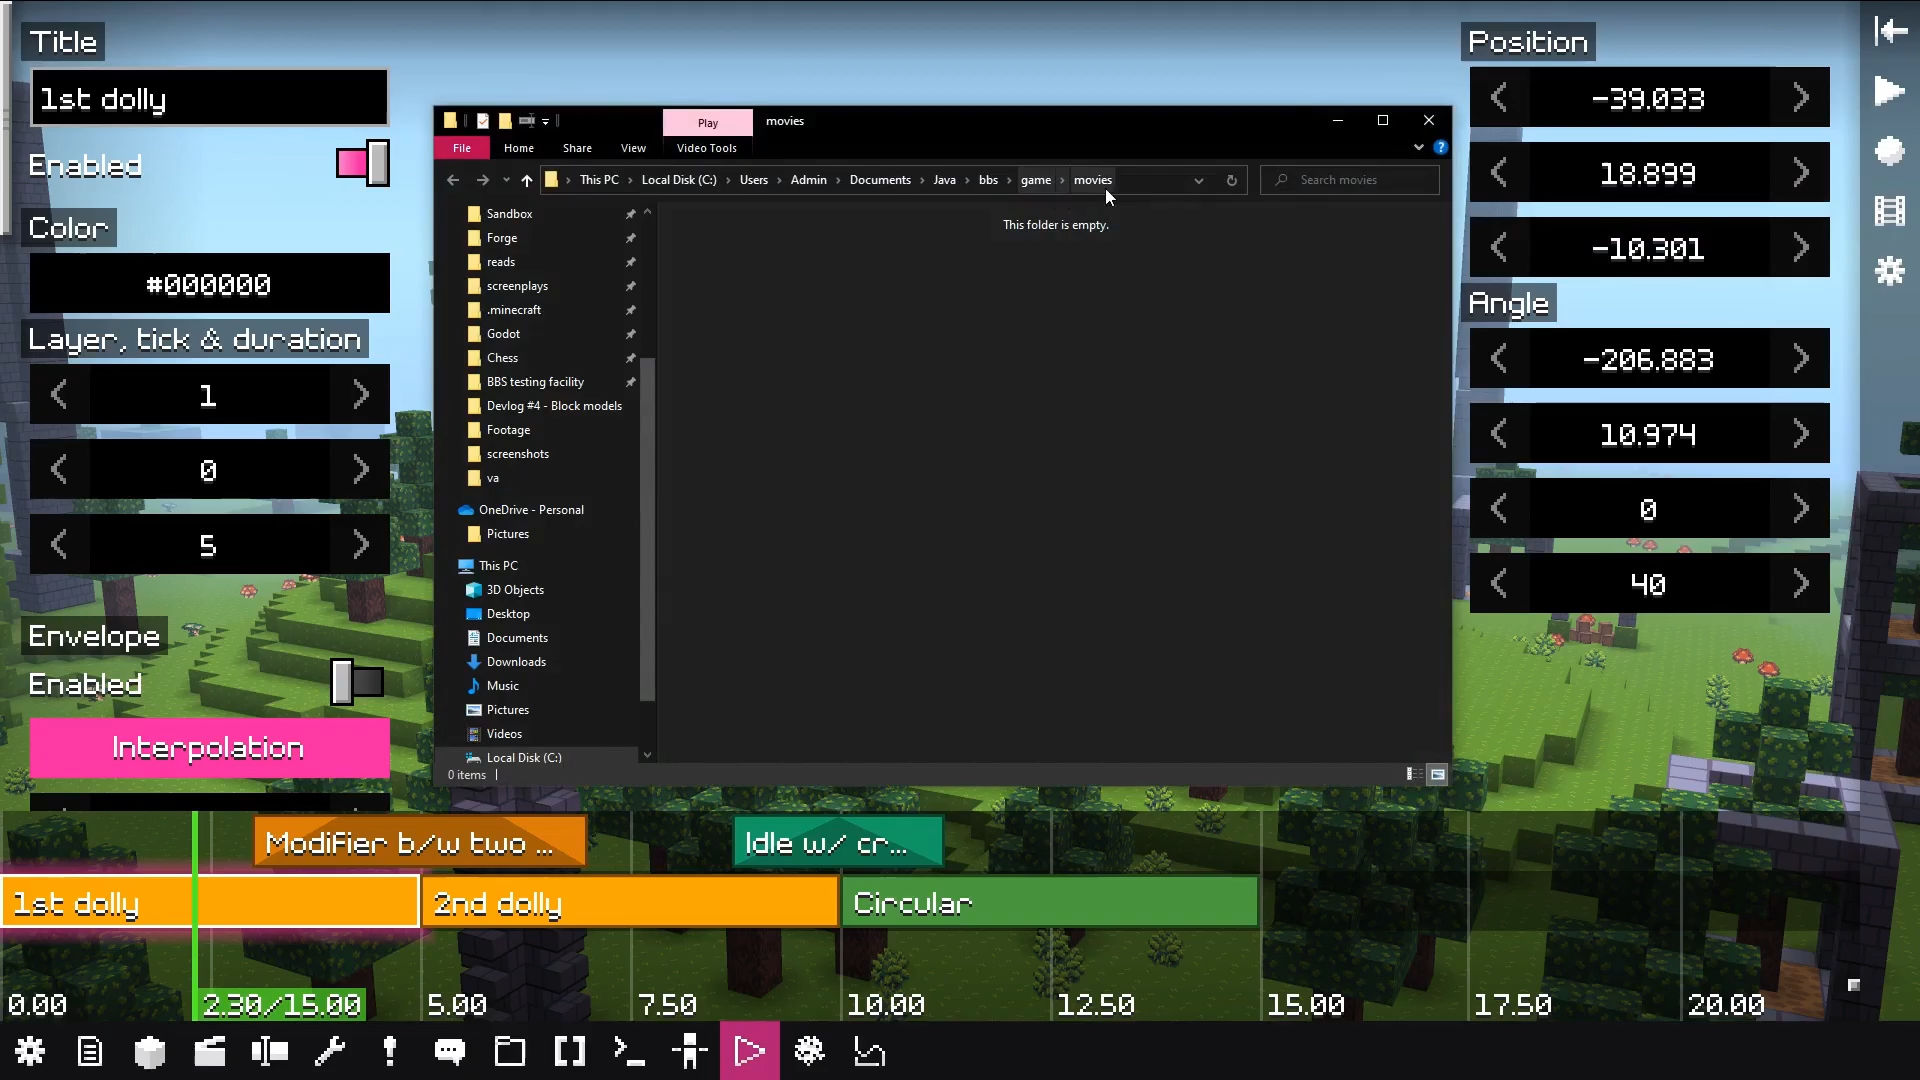 Title
1st dolly
Enabled
Color
#000000
Layer, tick & duration
1
0
5
Envelope
Enabled
Interpolation
Play
movies
File
Home
Share
View
Video Tools
?
This PC
Local Disk (C:)
Users
Admin
Documents
Java
bbs
game
movies
Search movies
Sandbox
Forge
reads
screenplays
.minecraft
Godot
Chess
BBS testing facility
Devlog #4 - Block models
Footage
screenshots
va
OneDrive - Personal
Pictures
This PC
3D Objects
Desktop
Documents
Downloads
Music
Pictures
Videos
Local Disk (C:)
This folder is empty.
0 items
Position
-39.033
18.899
-10.301
Angle
-206.883
10.974
0
40
Modifier b/w two ...
Idle w/ cr...
1st dolly
2nd dolly
Circular
0.00
2.30/15.00
5.00
7.50
10.00
12.50
15.00
17.50
20.00